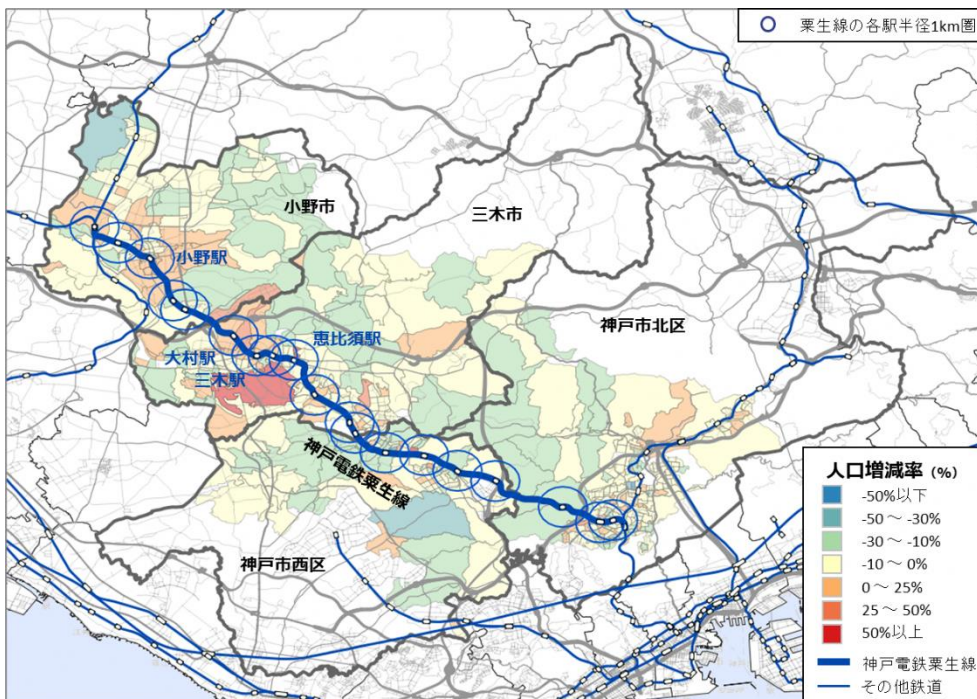 粟生線の各駅半径1km圏
小野市
三木市
小野駅
神戸市北区
恵比須駅
大村駅
三木駅
神戸電鉄粟生線
神戸市西区
人口増減率 (%)
-50%以下
-50 ～ -30%
-30 ～ -10%
-10 ～ 0%
0 ～ 25%
25 ～ 50%
50%以上
神戸電鉄粟生線
その他鉄道